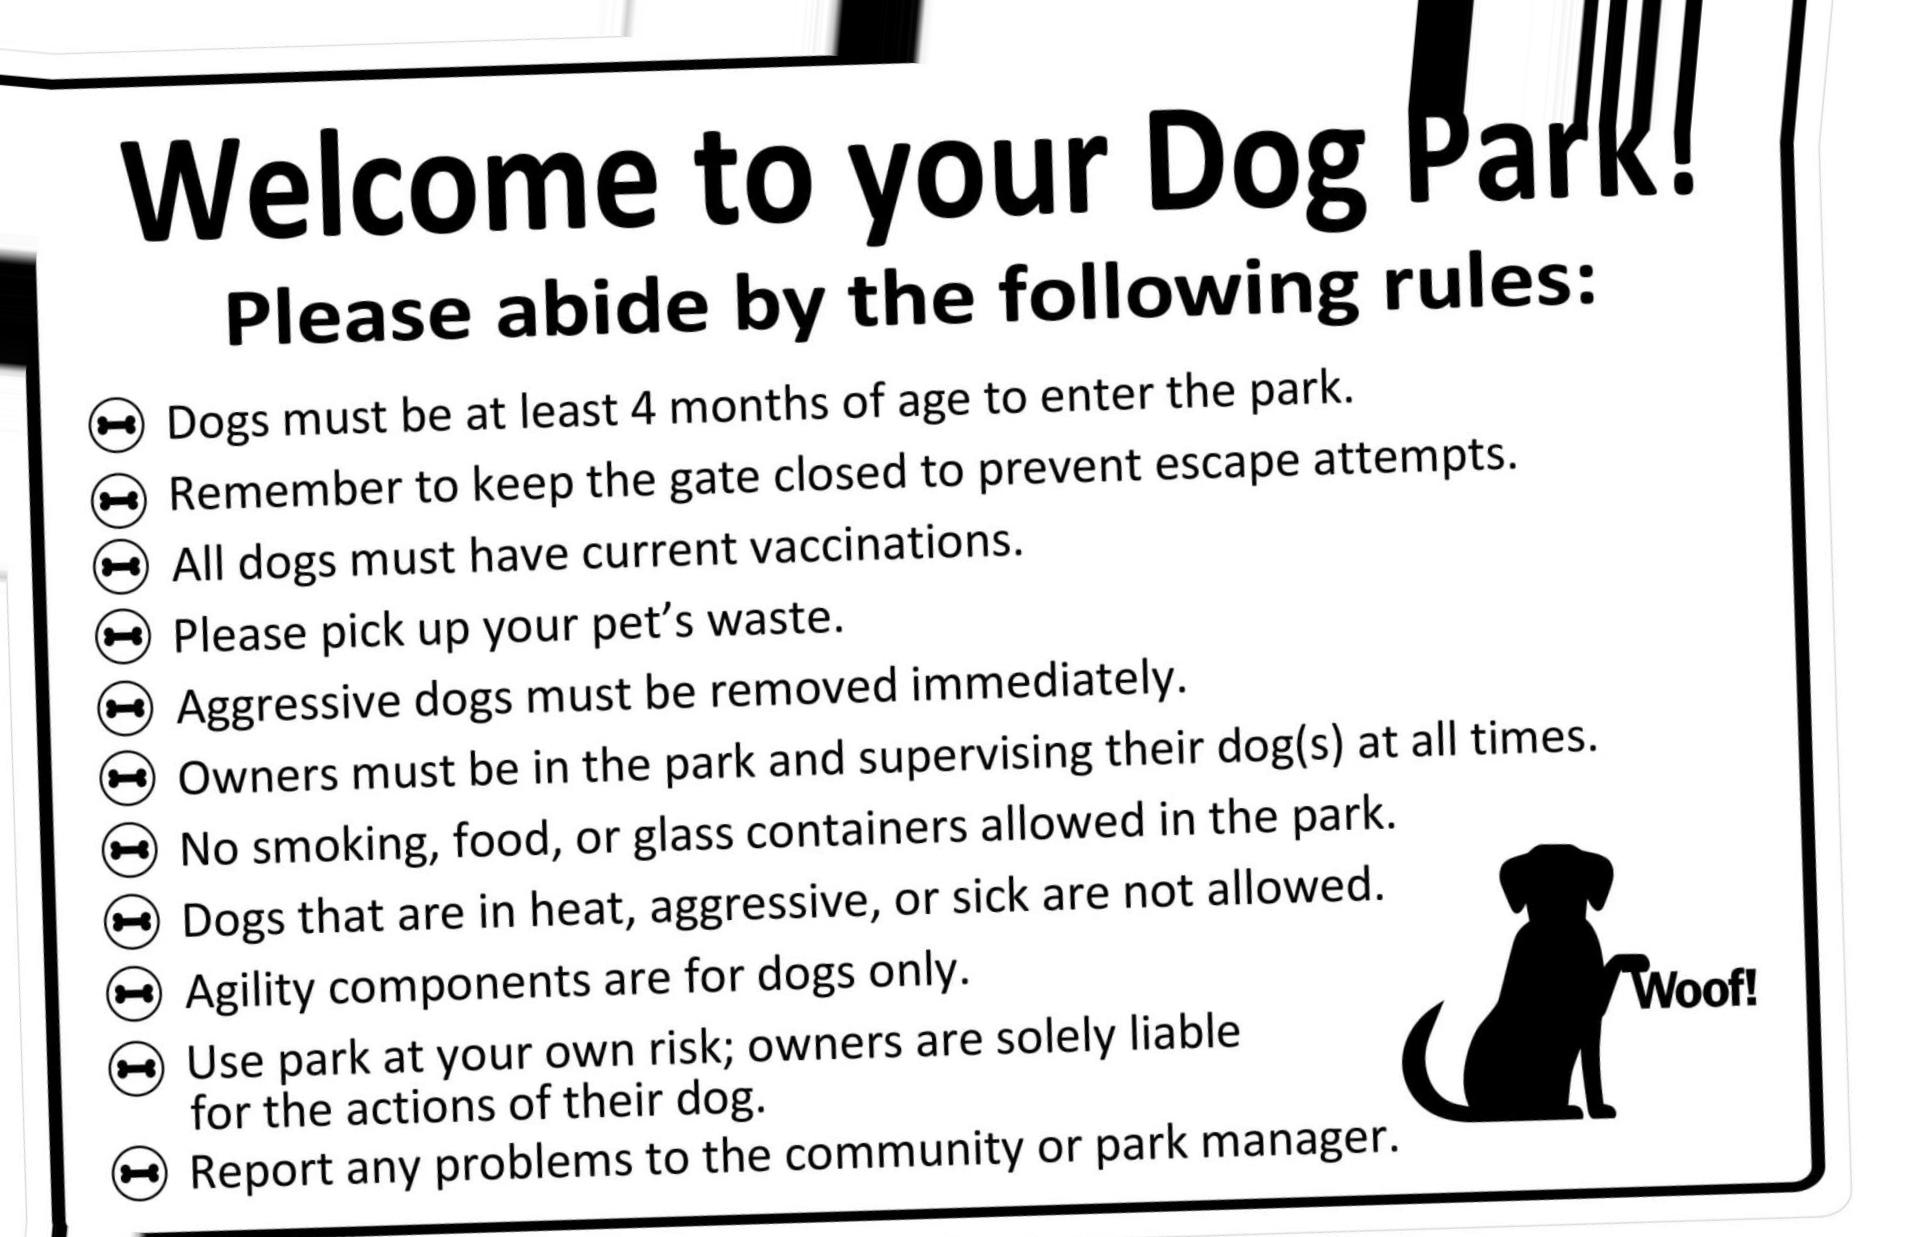 Welcome to your Dog Park!
Please abide by the following rules:
Dogs must be at least 4 months of age to enter the park.
Remember to keep the gate closed to prevent escape attempts.
All dogs must have current vaccinations.
Please pick up your pet’s waste.
Aggressive dogs must be removed immediately.
Owners must be in the park and supervising their dog(s) at all times.
No smoking, food, or glass containers allowed in the park.
Dogs that are in heat, aggressive, or sick are not allowed.
Agility components are for dogs only.
Use park at your own risk; owners are solely liable
for the actions of their dog.
Woof!
Report any problems to the community or park manager.